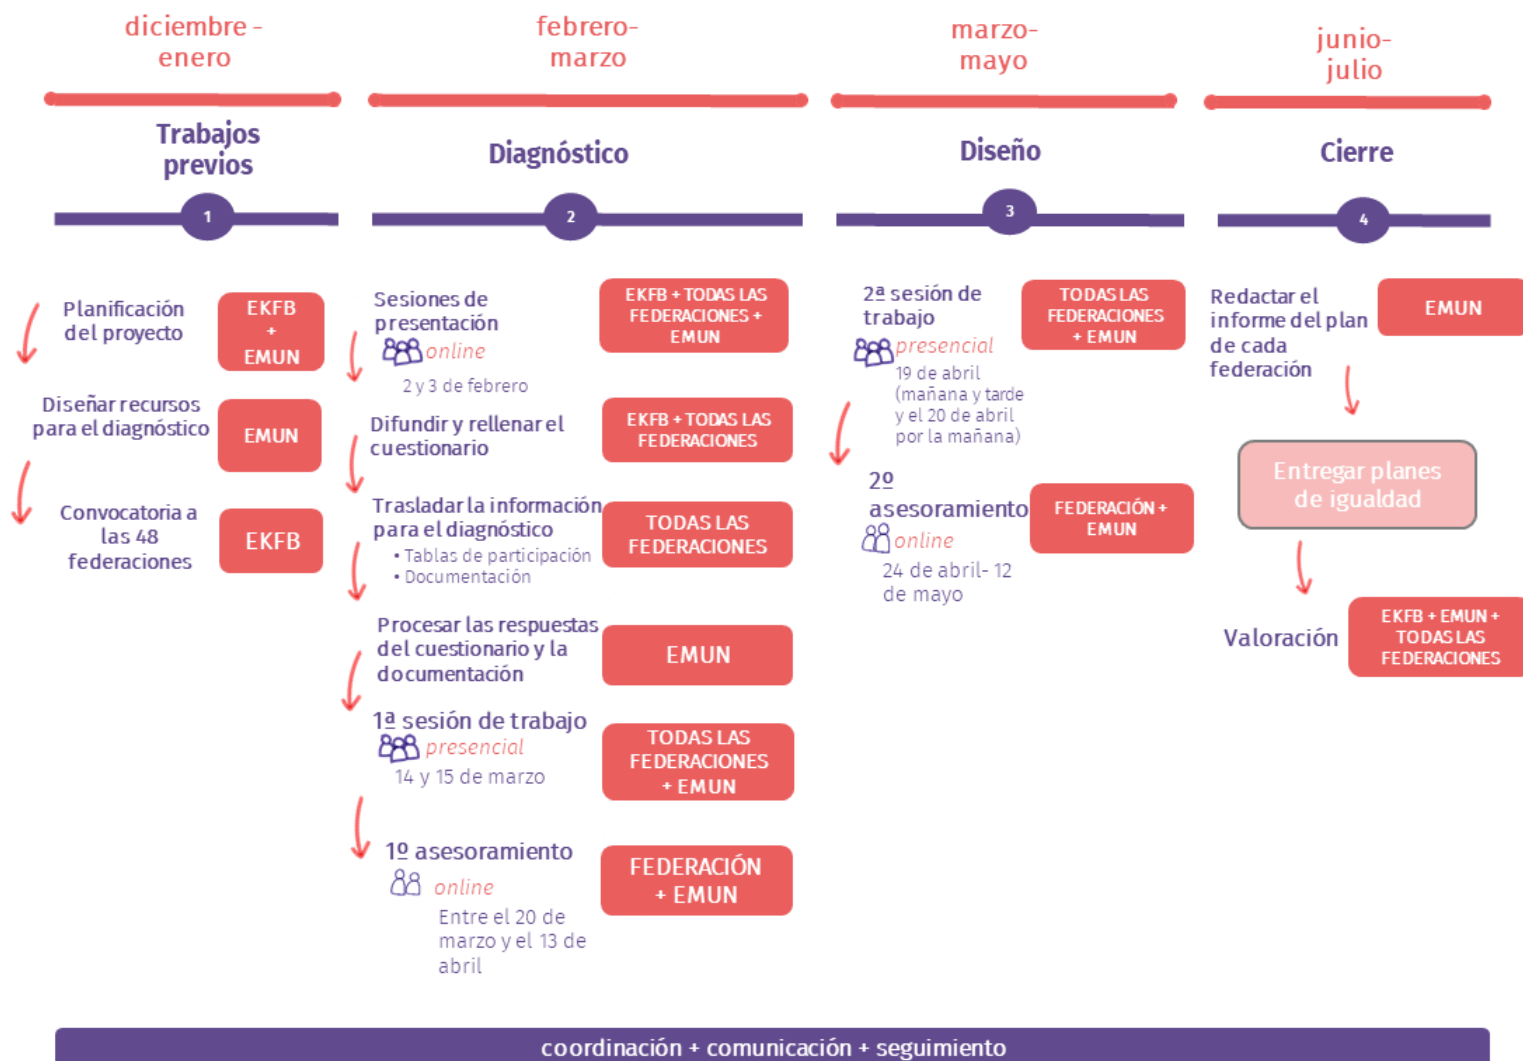 diciembre -
enero
Trabajos
previos
1
Planificación
del proyecto
EKFB
+
EMUN
Diseñar recursos
para el diagnóstico
EMUN
Convocatoria a
las 48
federaciones
EKFB
febrero-
marzo
Diagnóstico
2
Sesiones de
presentación
online
2 y 3 de febrero
EKFB + TODAS LAS
FEDERACIONES +
EMUN
Difundir y rellenar el
cuestionario
EKFB + TODAS LAS
FEDERACIONES
Trasladar la información
para el diagnóstico
• Tablas de participación
• Documentación
TODAS LAS
FEDERACIONES
Procesar las respuestas
del cuestionario y la
documentación
EMUN
1ª sesión de trabajo
presencial
14 y 15 de marzo
TODAS LAS
FEDERACIONES
+ EMUN
1º asesoramiento
online
Entre el 20 de
marzo y el 13 de
abril
FEDERACIÓN
+ EMUN
marzo-
mayo
Diseño
3
2ª sesión de
trabajo
presencial
19 de abril
(mañana y tarde
y el 20 de abril
por la mañana)
TODAS LAS
FEDERACIONES
+ EMUN
2º
asesoramiento
online
24 de abril- 12
de mayo
FEDERACIÓN +
EMUN
junio-
julio
Cierre
4
Redactar el
informe del plan
de cada
federación
EMUN
Entregar planes
de igualdad
Valoración
EKFB + EMUN +
TODAS LAS
FEDERACIONES
coordinación + comunicación + seguimiento